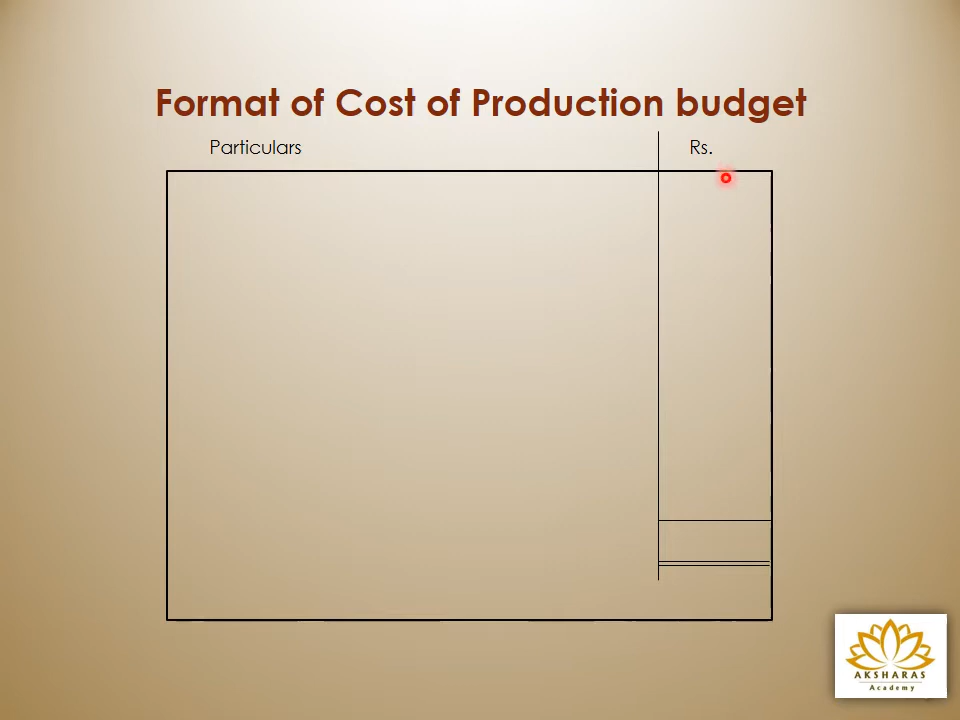 Format of Cost of Production budget
Particulars Rs.
AKSHARAS
Academy